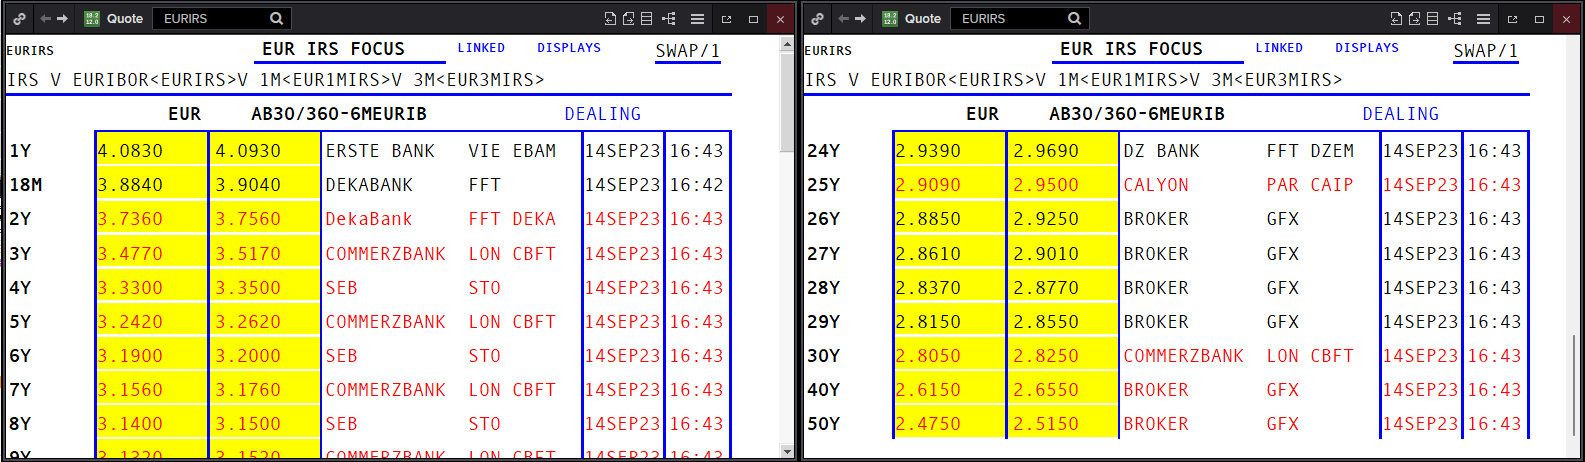 Quote EURIRS
EURIRS EUR IRS FOCUS LINKED DISPLAYS SWAP/1
IRS V EURIBOR<EURIRS>V 1M<EUR1MIRS>V 3M<EUR3MIRS>
EUR AB30/360-6MEURIB DEALING
1Y 4.0830 4.0930 ERSTE BANK VIE EBAM 14SEP23 16:43
18M 3.8840 3.9040 DEKABANK FFT 14SEP23 16:42
2Y 3.7360 3.7560 DekaBank FFT DEKA 14SEP23 16:43
3Y 3.4770 3.5170 COMMERZBANK LON CBFT 14SEP23 16:43
4Y 3.3300 3.3500 SEB STO 14SEP23 16:43
5Y 3.2420 3.2620 COMMERZBANK LON CBFT 14SEP23 16:43
6Y 3.1900 3.2000 SEB STO 14SEP23 16:43
7Y 3.1560 3.1760 COMMERZBANK LON CBFT 14SEP23 16:43
8Y 3.1400 3.1500 SEB STO 14SEP23 16:43
9Y 3.1320 3.1520 COMMERZBANK LON CBFT 14SEP23 16:43
Quote EURIRS
EURIRS EUR IRS FOCUS LINKED DISPLAYS SWAP/1
IRS V EURIBOR<EURIRS>V 1M<EUR1MIRS>V 3M<EUR3MIRS>
EUR AB30/360-6MEURIB DEALING
24Y 2.9390 2.9690 DZ BANK FFT DZEM 14SEP23 16:43
25Y 2.9090 2.9500 CALYON PAR CAIP 14SEP23 16:43
26Y 2.8850 2.9250 BROKER GFX 14SEP23 16:43
27Y 2.8610 2.9010 BROKER GFX 14SEP23 16:43
28Y 2.8370 2.8770 BROKER GFX 14SEP23 16:43
29Y 2.8150 2.8550 BROKER GFX 14SEP23 16:43
30Y 2.8050 2.8250 COMMERZBANK LON CBFT 14SEP23 16:43
40Y 2.6150 2.6550 BROKER GFX 14SEP23 16:43
50Y 2.4750 2.5150 BROKER GFX 14SEP23 16:43